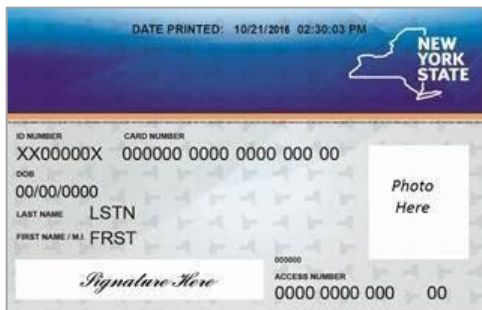 DATE PRINTED: 10/21/2016 02:30:03 PM
NEW
YORK
STATE
ID NUMBER CARD NUMBER
XX00000X 000000 0000 0000 000 00
DOB
00/00/0000
LAST NAME LSTN
FIRST NAME / M.I. FRST
Photo
Here
Signature Here
000000
ACCESS NUMBER
0000 0000 000 00